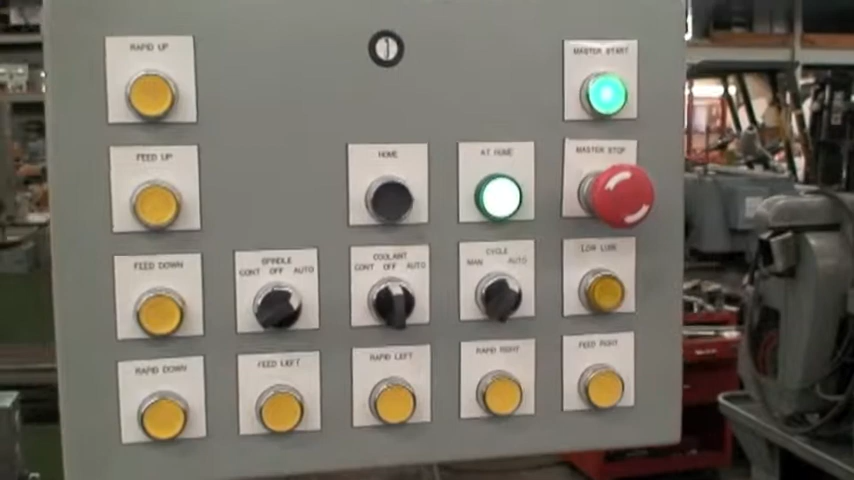 RAPID UP
MASTER START
FEED UP
HOME
AT HOME
MASTER STOP
FEED DOWN
SPINDLE
CONT OFF AUTO
COOLANT
CONT OFF AUTO
CYCLE
MAN AUTO
LOW LUBE
RAPID DOWN
FEED LEFT
RAPID LEFT
RAPID RIGHT
FEED RIGHT